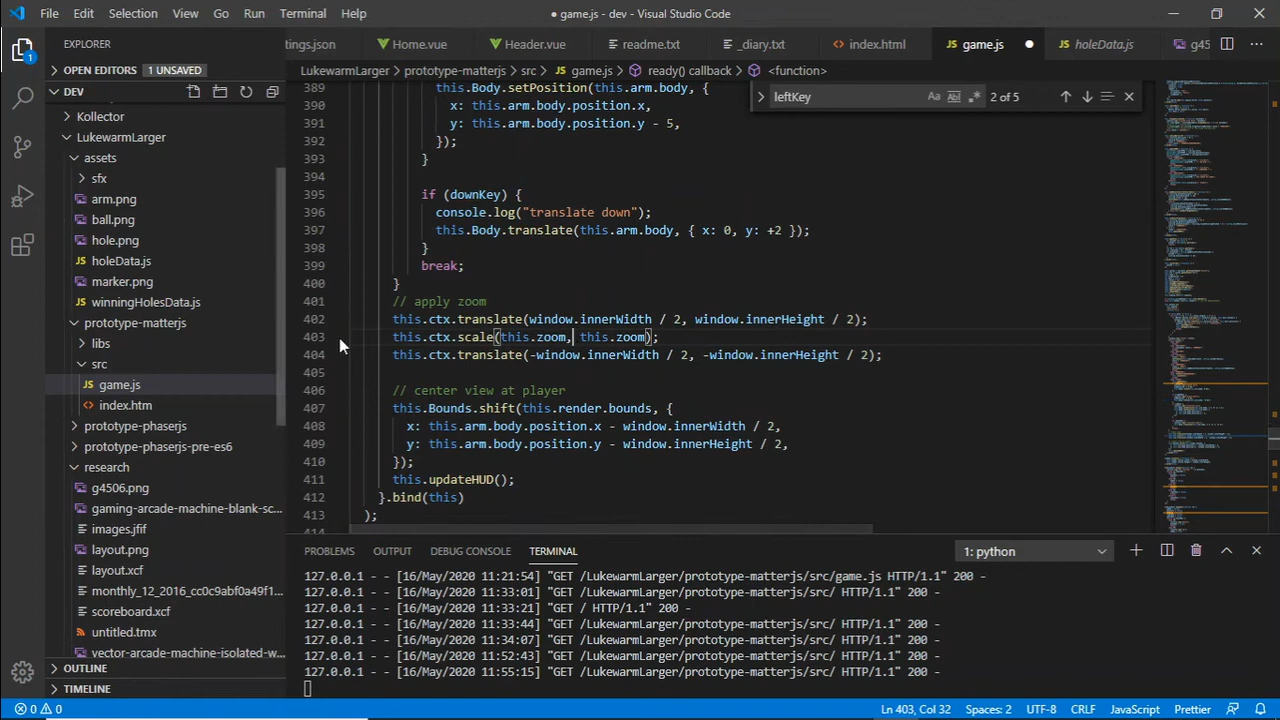 File Edit Selection View Go Run Terminal Help ● game.js - dev - Visual Studio Code
EXPLORER
tings.json Home.vue Header.vue readme.txt _diary.txt index.html game.js holeData.js g45
OPEN EDITORS 1 UNSAVED
LukewarmLarger > prototype-matterjs > src > game.js > ready() callback > <function>
DEV
leftKey Aa Abl .* 2 of 5
Kollector
LukewarmLarger
assets
sfx
arm.png
ball.png
hole.png
holeData.js
marker.png
winningHolesData.js
prototype-matterjs
libs
src
game.js
index.htm
prototype-phaserjs
prototype-phaserjs-pre-es6
research
g4506.png
gaming-arcade-machine-blank-sc...
images.jfif
layout.png
layout.xcf
monthly_12_2016_cc0c9abf0a49f1...
scoreboard.xcf
untitled.tmx
vector-arcade-machine-isolated-w...
OUTLINE
TIMELINE
389 this.Body.setPosition(this.arm.body, {
390 x: this.arm.body.position.x,
391 y: this.arm.body.position.y - 5,
392 });
393 }
394
395 if (downKey) {
396 console.log("translate down");
397 this.Body.translate(this.arm.body, { x: 0, y: +2 });
398 }
399 break;
400 }
401 // apply zoom
402 this.ctx.translate(window.innerWidth / 2, window.innerHeight / 2);
403 this.ctx.scale(this.zoom, this.zoom);
404 this.ctx.translate(-window.innerWidth / 2, -window.innerHeight / 2);
405
406 // center view at player
407 this.Bounds.shift(this.render.bounds, {
408 x: this.arm.body.position.x - window.innerWidth / 2,
409 y: this.arm.body.position.y - window.innerHeight / 2,
410 });
411 this.updateHUD();
412 }.bind(this)
413 );
PROBLEMS OUTPUT DEBUG CONSOLE TERMINAL 1: python
127.0.0.1 - - [16/May/2020 11:21:54] "GET /LukewarmLarger/prototype-matterjs/src/game.js HTTP/1.1" 200 -
127.0.0.1 - - [16/May/2020 11:33:01] "GET /LukewarmLarger/prototype-matterjs/src/ HTTP/1.1" 200 -
127.0.0.1 - - [16/May/2020 11:33:21] "GET / HTTP/1.1" 200 -
127.0.0.1 - - [16/May/2020 11:33:44] "GET /LukewarmLarger/prototype-matterjs/src/ HTTP/1.1" 200 -
127.0.0.1 - - [16/May/2020 11:34:07] "GET /LukewarmLarger/prototype-matterjs/src/ HTTP/1.1" 200 -
127.0.0.1 - - [16/May/2020 11:52:43] "GET /LukewarmLarger/prototype-matterjs/src/ HTTP/1.1" 200 -
127.0.0.1 - - [16/May/2020 11:55:15] "GET /LukewarmLarger/prototype-matterjs/src/ HTTP/1.1" 200 -
0 0 Ln 403, Col 32 Spaces: 2 UTF-8 CRLF JavaScript Prettier